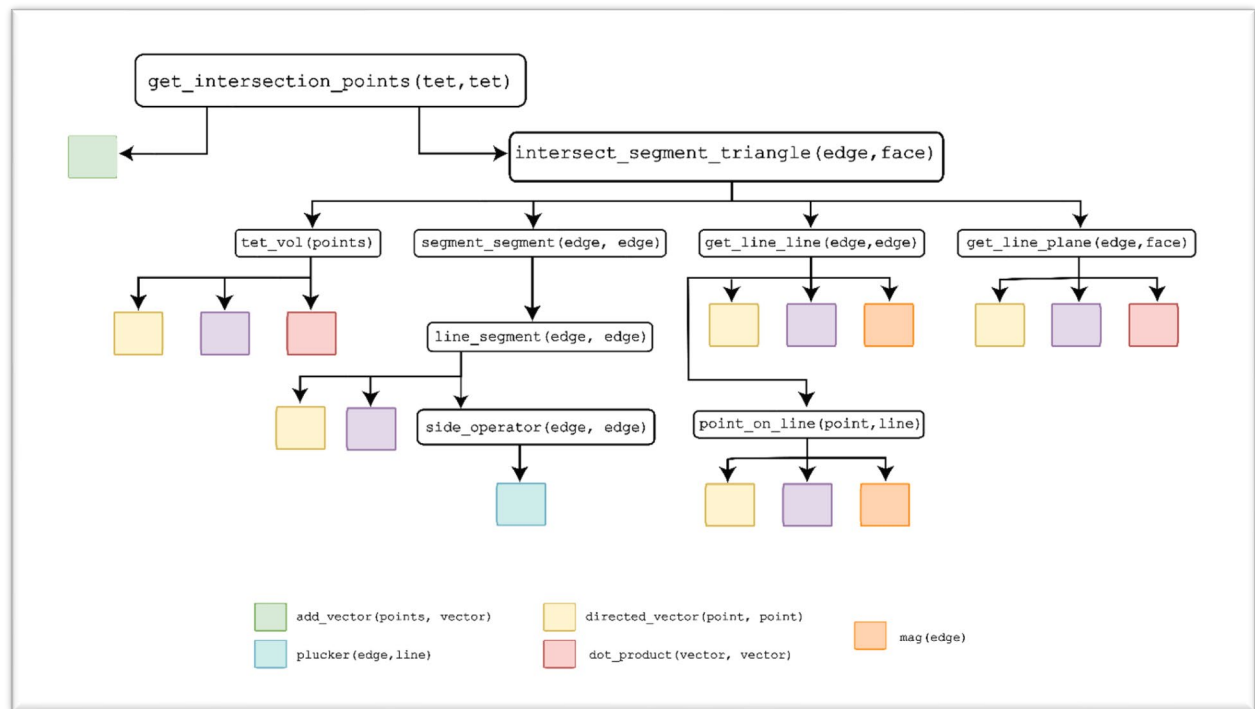 get_intersection_points(tet,tet)
intersect_segment_triangle(edge,face)
tet_vol(points)
segment_segment(edge, edge)
get_line_line(edge,edge)
get_line_plane(edge,face)
line_segment(edge, edge)
side_operator(edge, edge)
point_on_line(point,line)
add_vector(points, vector)
directed_vector(point, point)
mag(edge)
plucker(edge,line)
dot_product(vector, vector)